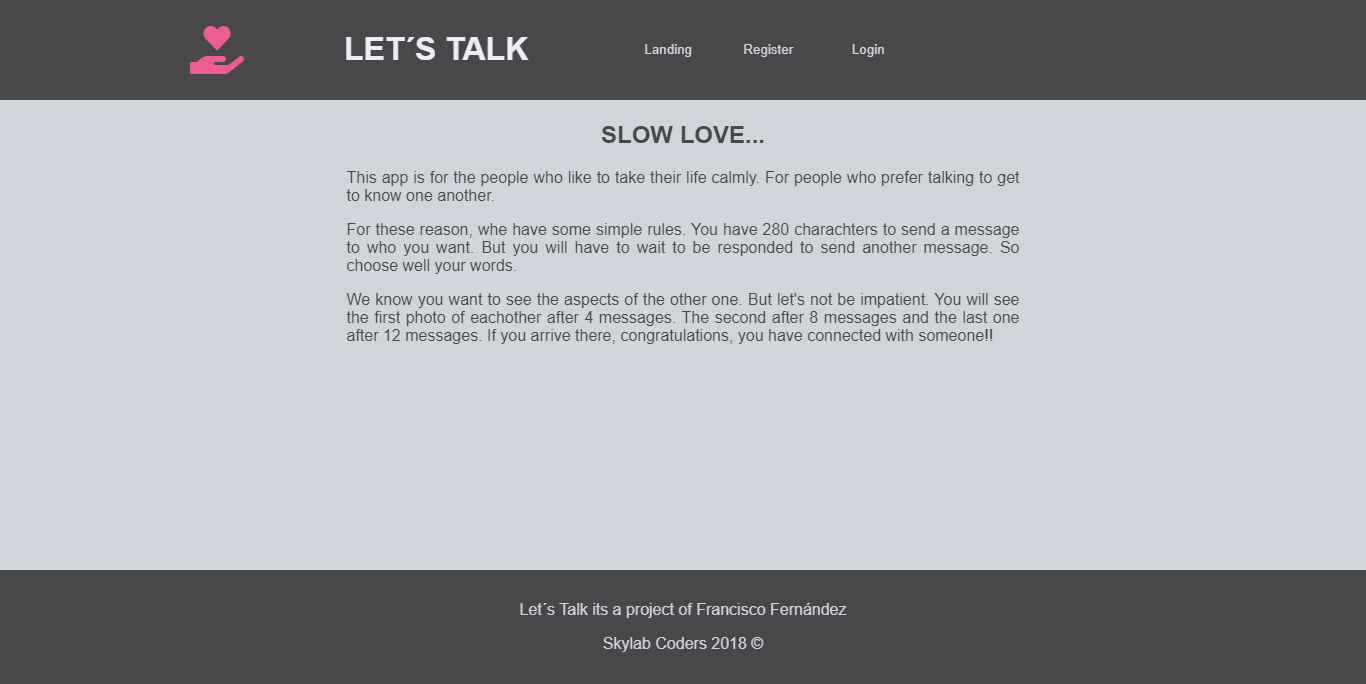 LET´S TALK
Landing
Register
Login
SLOW LOVE...
This app is for the people who like to take their life calmly. For people who prefer talking to get
to know one another.
For these reason, whe have some simple rules. You have 280 charachters to send a message
to who you want. But you will have to wait to be responded to send another message. So
choose well your words.
We know you want to see the aspects of the other one. But let's not be impatient. You will see
the first photo of eachother after 4 messages. The second after 8 messages and the last one
after 12 messages. If you arrive there, congratulations, you have connected with someone!!
Let´s Talk its a project of Francisco Fernández
Skylab Coders 2018 ©